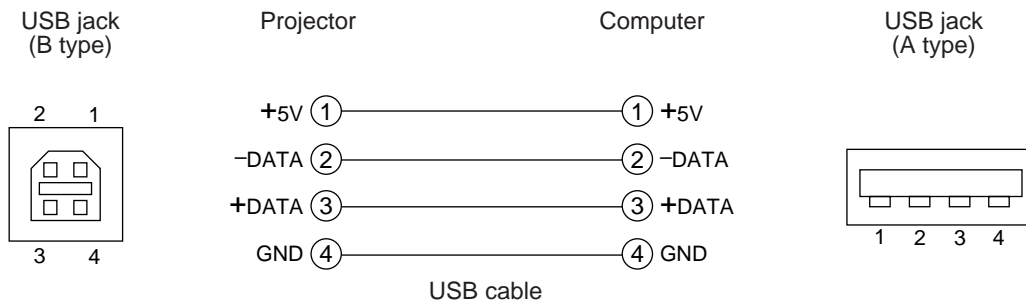 USB jack
(B type)
Projector
Computer
USB jack
(A type)
2 1
3 4
+5V 1 1 +5V
−DATA 2 2 −DATA
+DATA 3 3 +DATA
GND 4 4 GND
USB cable
1 2 3 4